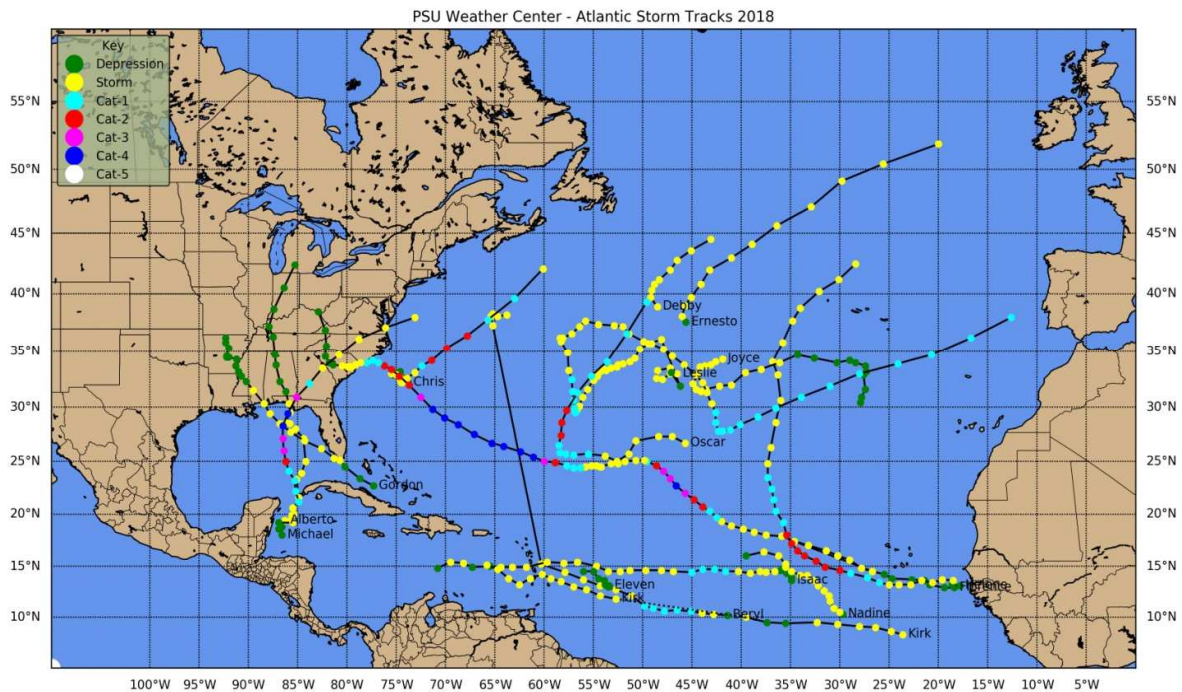 PSU Weather Center - Atlantic Storm Tracks 2018
Key
Depression
Storm
Cat-1
Cat-2
Cat-3
Cat-4
Cat-5
55°N 55°N
50°N 50°N
45°N 45°N
40°N 40°N
35°N 35°N
30°N 30°N
25°N 25°N
20°N 20°N
15°N 15°N
10°N 10°N
Debby
Ernesto
Joyce
Leslie
Chris
Oscar
Gordon
Alberto
Michael
Eleven
Isaac
Kirk
Beryl
Nadine
Kirk
100°W 95°W 90°W 85°W 80°W 75°W 70°W 65°W 60°W 55°W 50°W 45°W 40°W 35°W 30°W 25°W 20°W 15°W 10°W 5°W 0°